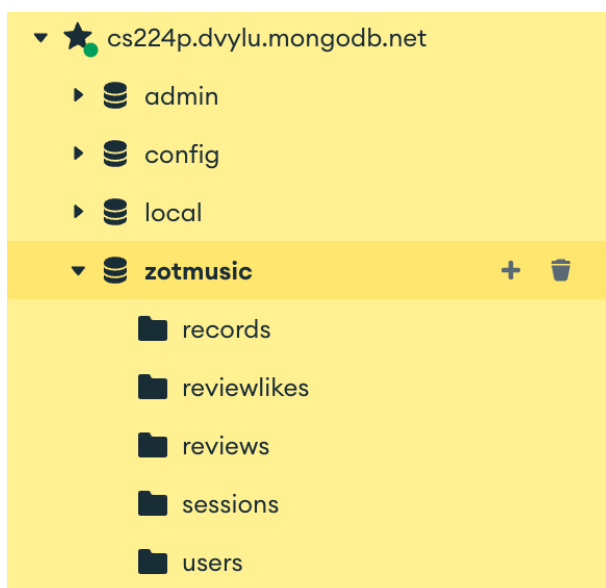 cs224p.dvylu.mongodb.net
admin
config
local
zotmusic
records
reviewlikes
reviews
sessions
users